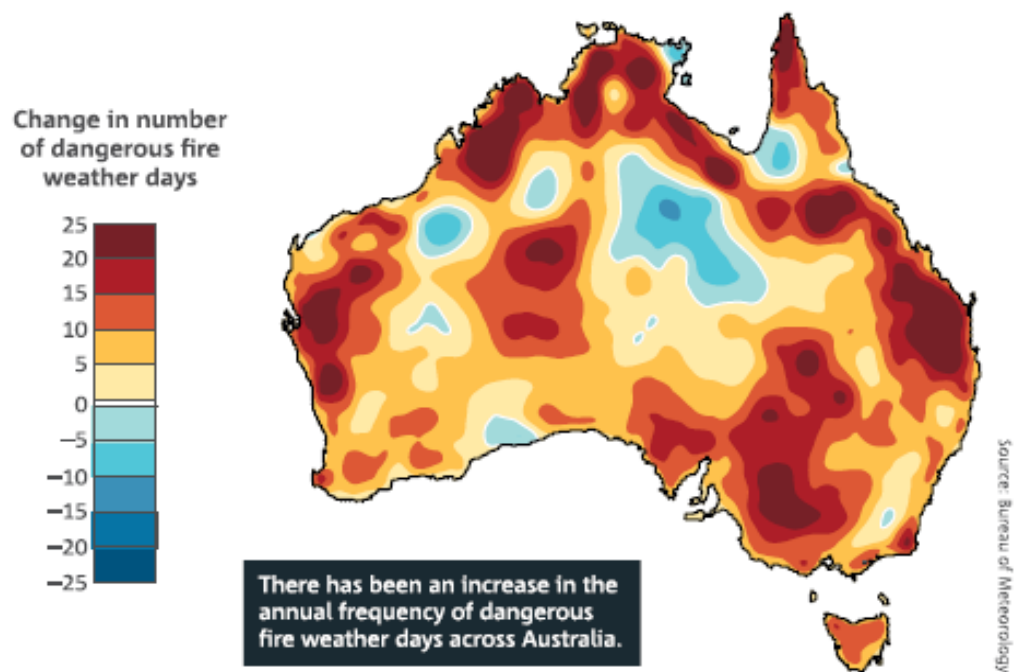 Change in number
of dangerous fire
weather days
25
20
15
10
5
0
−5
−10
−15
−20
−25
There has been an increase in the
annual frequency of dangerous
fire weather days across Australia.
Source: Bureau of Meteorology